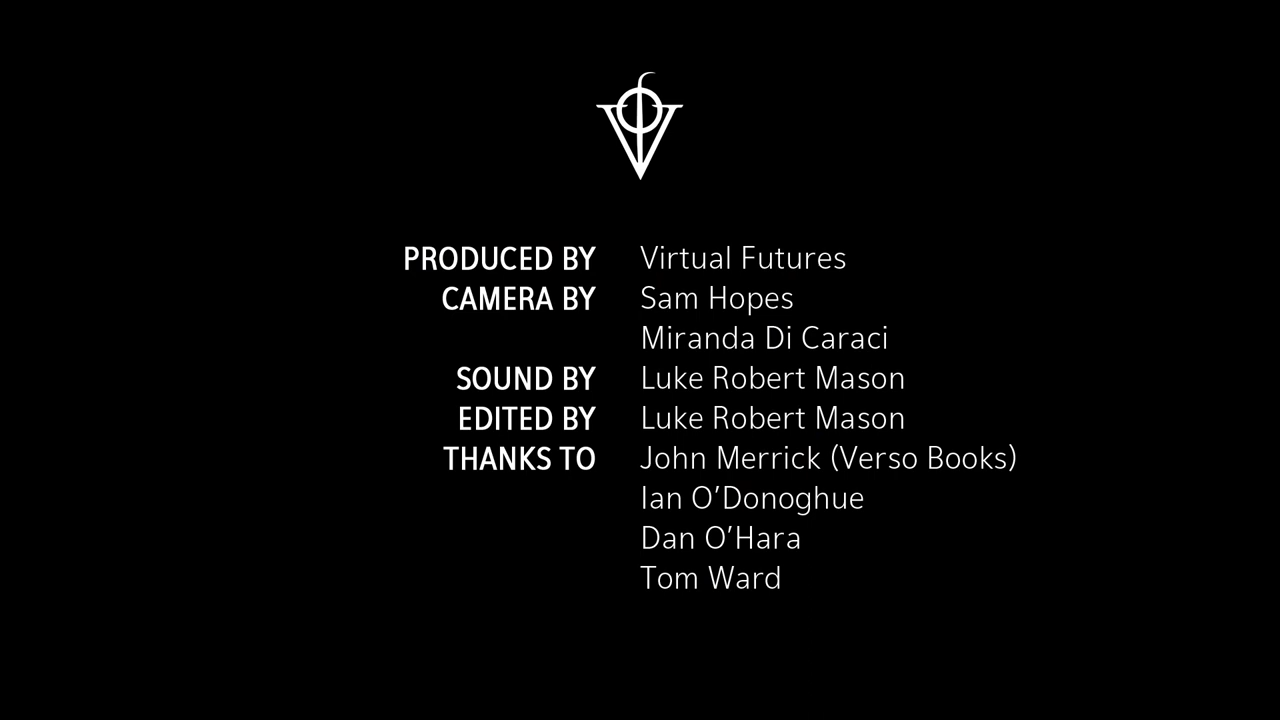 PRODUCED BY Virtual Futures
CAMERA BY Sam Hopes
Miranda Di Caraci
SOUND BY Luke Robert Mason
EDITED BY Luke Robert Mason
THANKS TO John Merrick (Verso Books)
Ian O'Donoghue
Dan O'Hara
Tom Ward